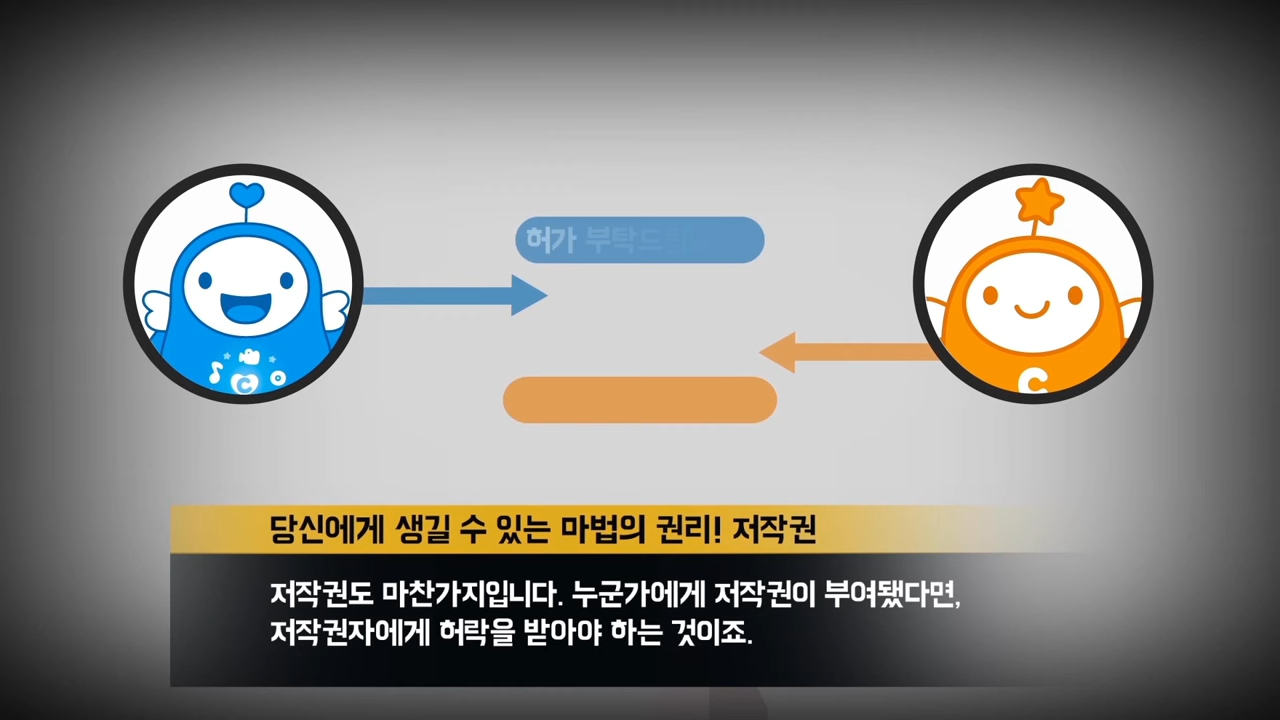 허가 부탁드립
C
C
당신에게 생길 수 있는 마법의 권리! 저작권
저작권도 마찬가지입니다. 누군가에게 저작권이 부여됐다면,
저작권자에게 허락을 받아야 하는 것이죠.